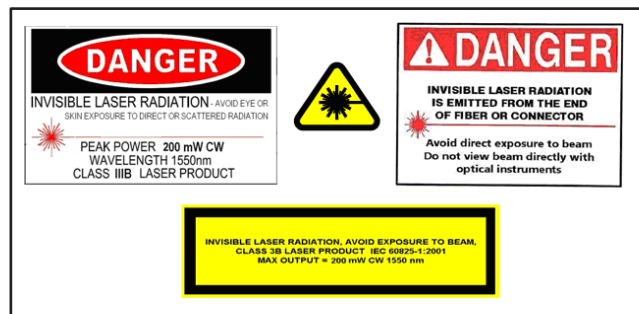 DANGER
INVISIBLE LASER RADIATION - AVOID EYE OR
SKIN EXPOSURE TO DIRECT OR SCATTERED RADIATION
PEAK POWER 200 mW CW
WAVELENGTH 1550nm
CLASS IIIB LASER PRODUCT
DANGER
INVISIBLE LASER RADIATION
IS EMITTED FROM THE END
OF FIBER OR CONNECTOR
Avoid direct exposure to beam
Do not view beam directly with
optical instruments
INVISIBLE LASER RADIATION, AVOID EXPOSURE TO BEAM,
CLASS 3B LASER PRODUCT IEC 60825-1:2001
MAX OUTPUT = 200 mW CW 1550 nm